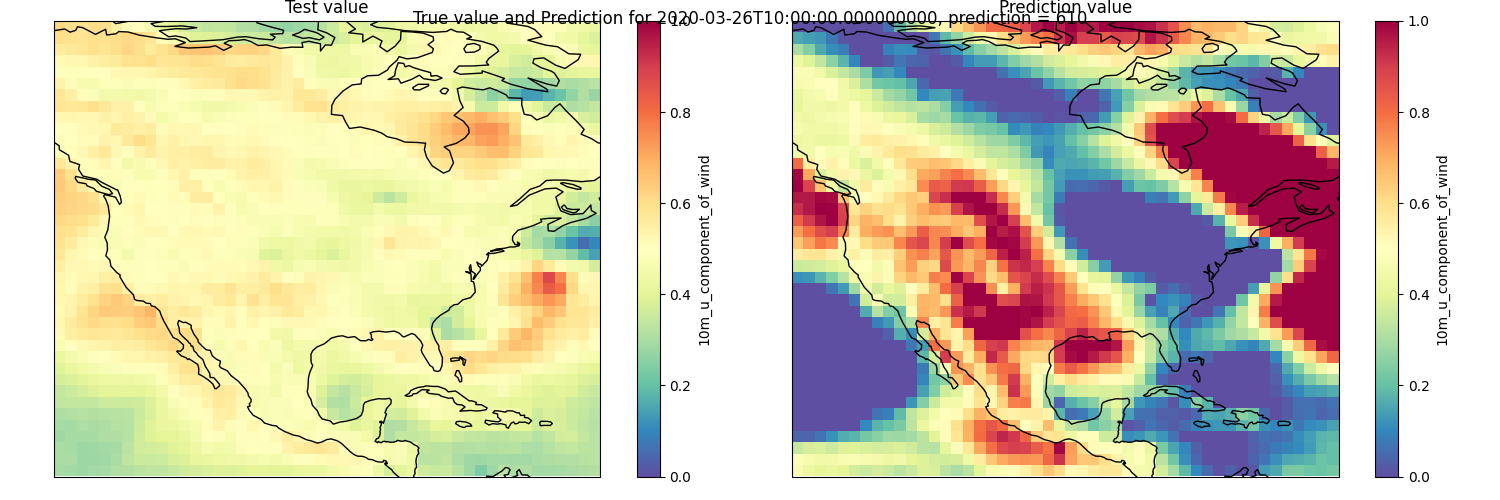 Test value
True value and Prediction for 2020-03-26T10:00:00.000000000, prediction = 610
Prediction value
1.0
0.8
0.6
0.4
0.2
0.0
10m_u_component_of_wind
1.0
0.8
0.6
0.4
0.2
0.0
10m_u_component_of_wind